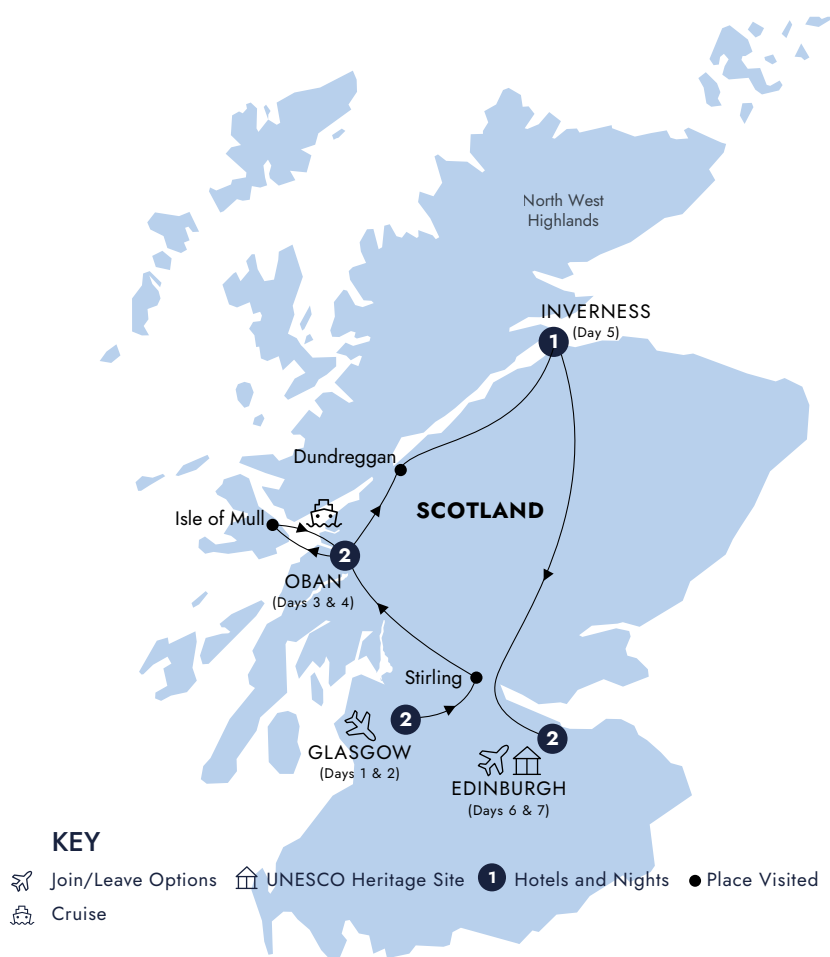 North West
Highlands
INVERNESS
(Day 5)
1
Dundreggan
SCOTLAND
Isle of Mull
2
OBAN
(Days 3 & 4)
Stirling
2
GLASGOW
(Days 1 & 2)
2
EDINBURGH
(Days 6 & 7)
KEY
Join/Leave Options
UNESCO Heritage Site
1
Hotels and Nights
Place Visited
Cruise